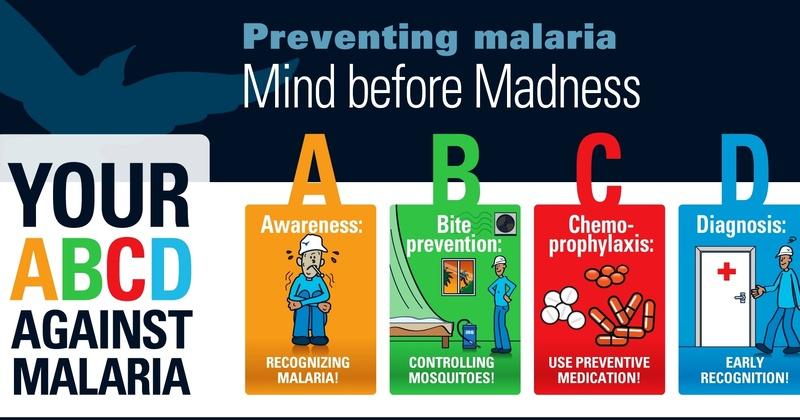 Preventing malaria
Mind before Madness
YOUR
ABCD
AGAINST
MALARIA
A
Awareness:
RECOGNIZING
MALARIA!
B
Bite
prevention:
CONTROLLING
MOSQUITOES!
C
Chemo-
prophylaxis:
USE PREVENTIVE
MEDICATION!
D
Diagnosis:
EARLY
RECOGNITION!